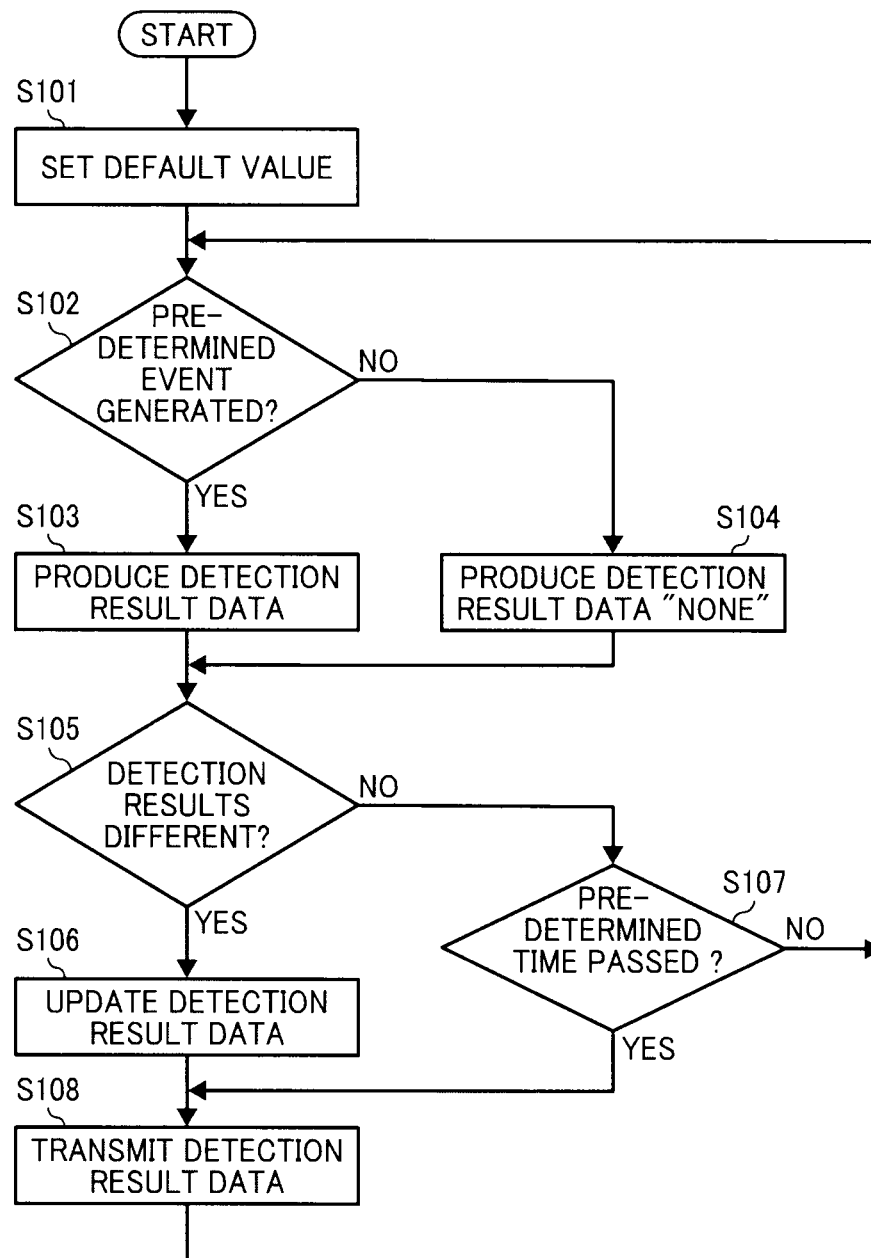 START
S101
SET DEFAULT VALUE
S102
PRE-
DETERMINED
EVENT
GENERATED?
NO
YES
S103
PRODUCE DETECTION
RESULT DATA
S104
PRODUCE DETECTION
RESULT DATA "NONE"
S105
DETECTION
RESULTS
DIFFERENT?
NO
YES
S107
PRE-
DETERMINED
TIME PASSED ?
NO
YES
S106
UPDATE DETECTION
RESULT DATA
S108
TRANSMIT DETECTION
RESULT DATA